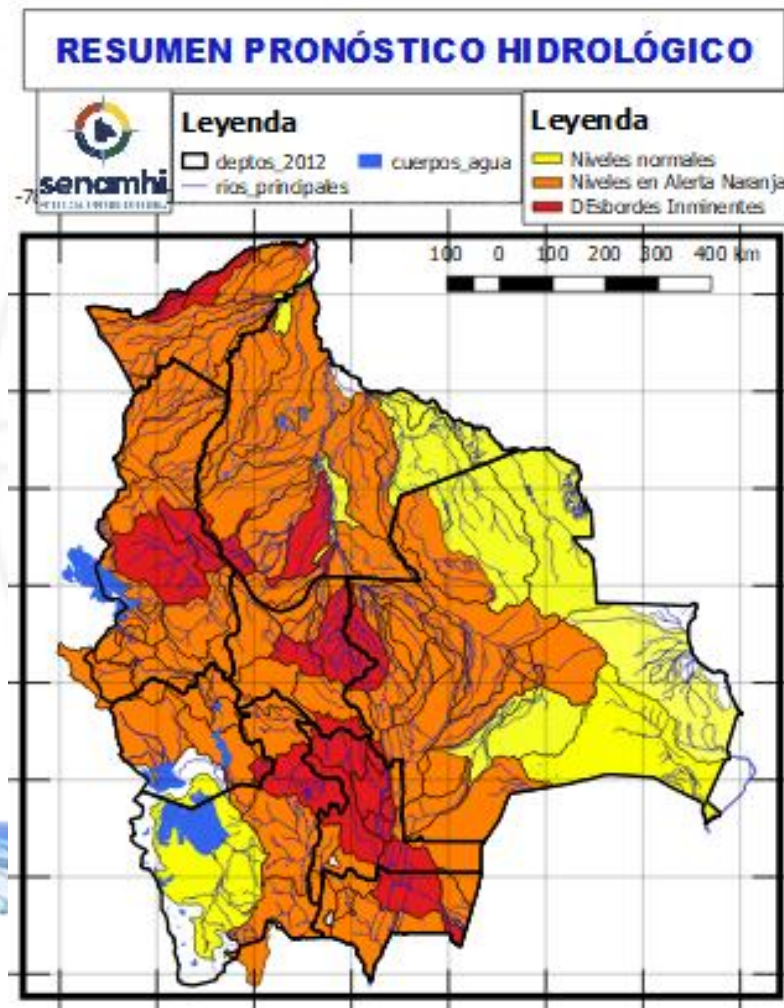 RESUMEN PRONÓSTICO HIDROLÓGICO
senamhi
Leyenda
deptos_2012 cuerpos_agua
rios_principales
Leyenda
Niveles normales
Niveles en Alerta Naranja
DEsbordes Inminentes
100 0 100 200 300 400 km